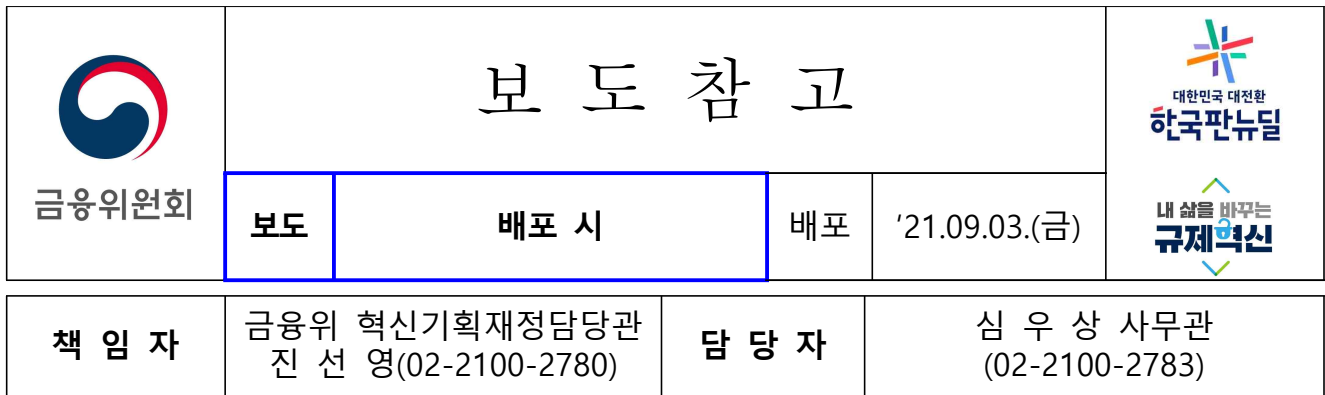 금융위원회
보 도 참 고
대한민국 대전환
한국판뉴딜
보도
배포 시
배포
‘21.09.03.(금)
내 삶을 바꾸는
규제혁신
책 임 자
금융위 혁신기획재정담당관
진 선 영(02-2100-2780)
담 당 자
심 우 상 사무관
(02-2100-2783)